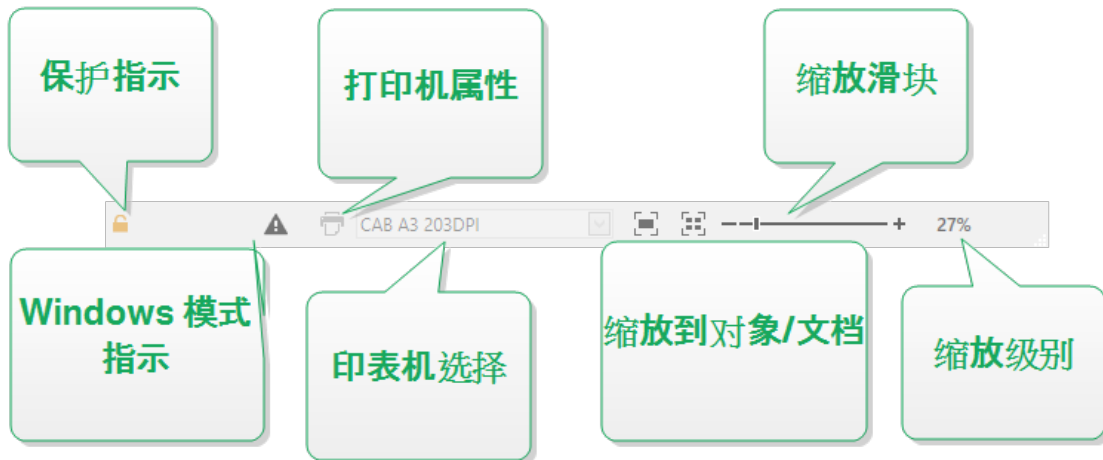 保护指示
打印机属性
缩放滑块
CAB A3 203DPI
27%
Windows 模式
指示
印表机选择
缩放到对象/文档
缩放级别